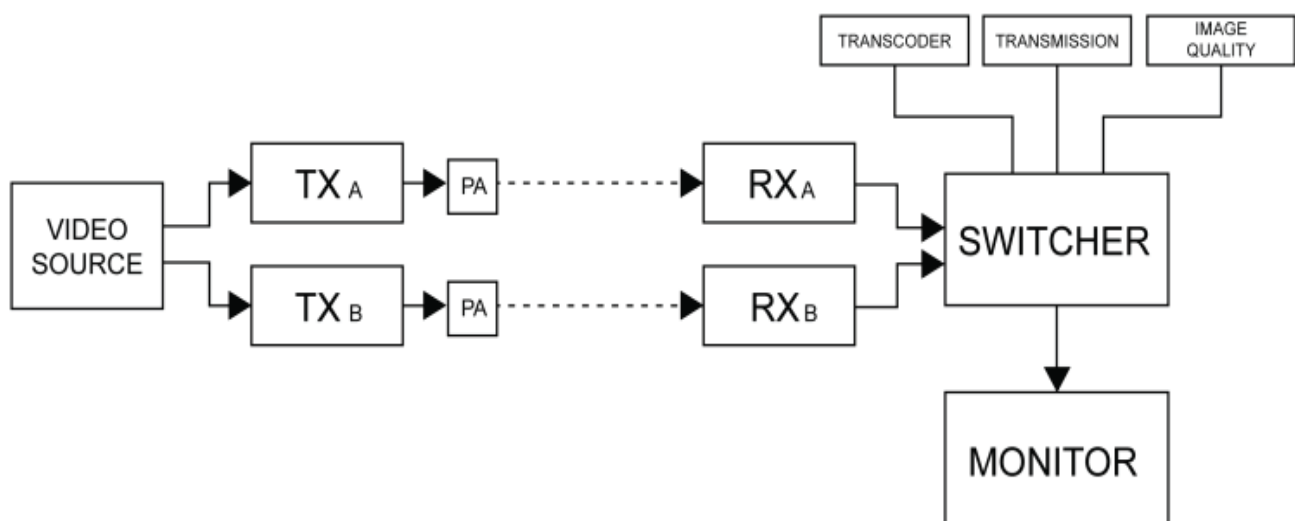 TRANSCODER
TRANSMISSION
IMAGE
QUALITY
VIDEO
SOURCE
TX A
PA
RX A
SWITCHER
TX B
PA
RX B
MONITOR